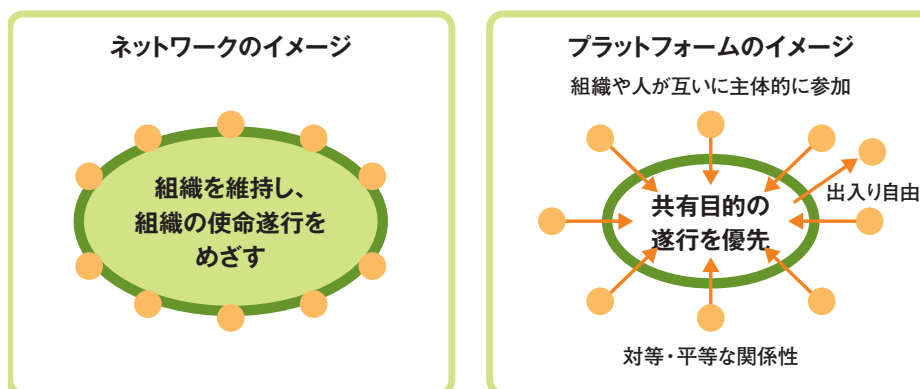 ネットワークのイメージ
組織を維持し、
組織の使命遂行を
めざす
プラットフォームのイメージ
組織や人が互いに主体的に参加
出入り自由
共有目的の
遂行を優先
対等・平等な関係性